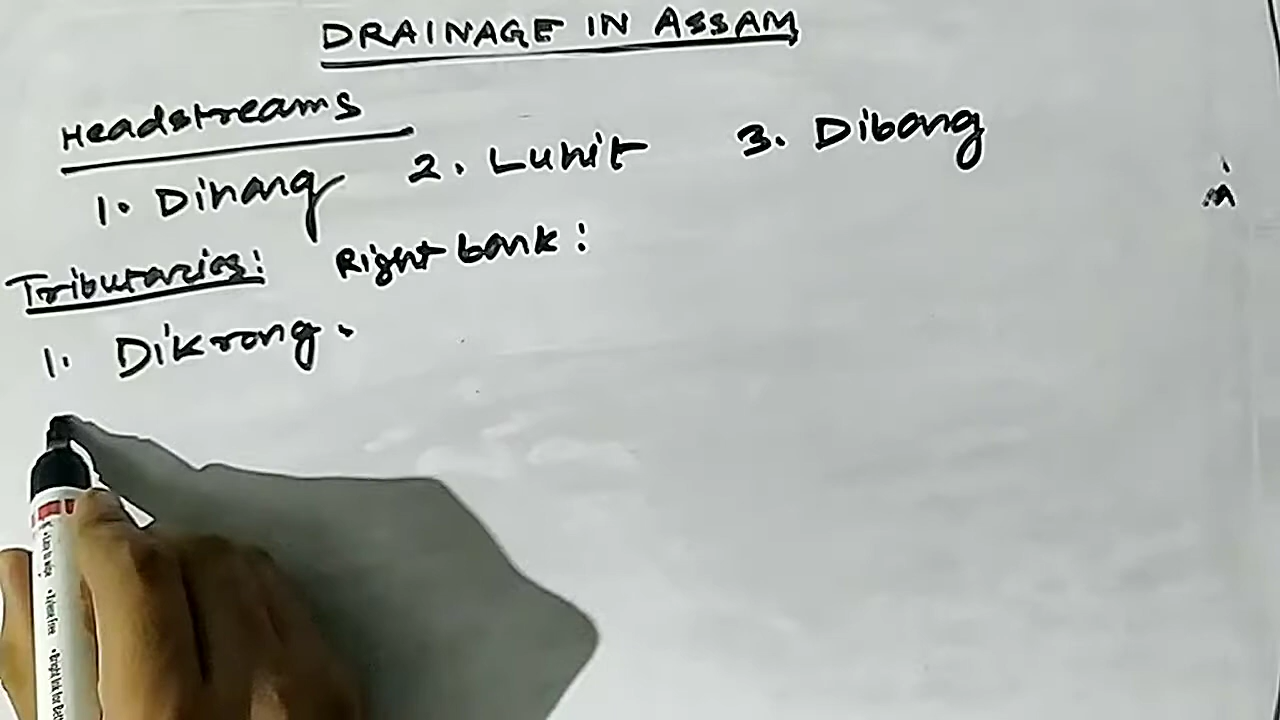 DRAINAGE IN ASSAM
Headstreams
1. Dihang 2. Luhit 3. Dibang
Tributaries: Right bank:
1. Dikrong.